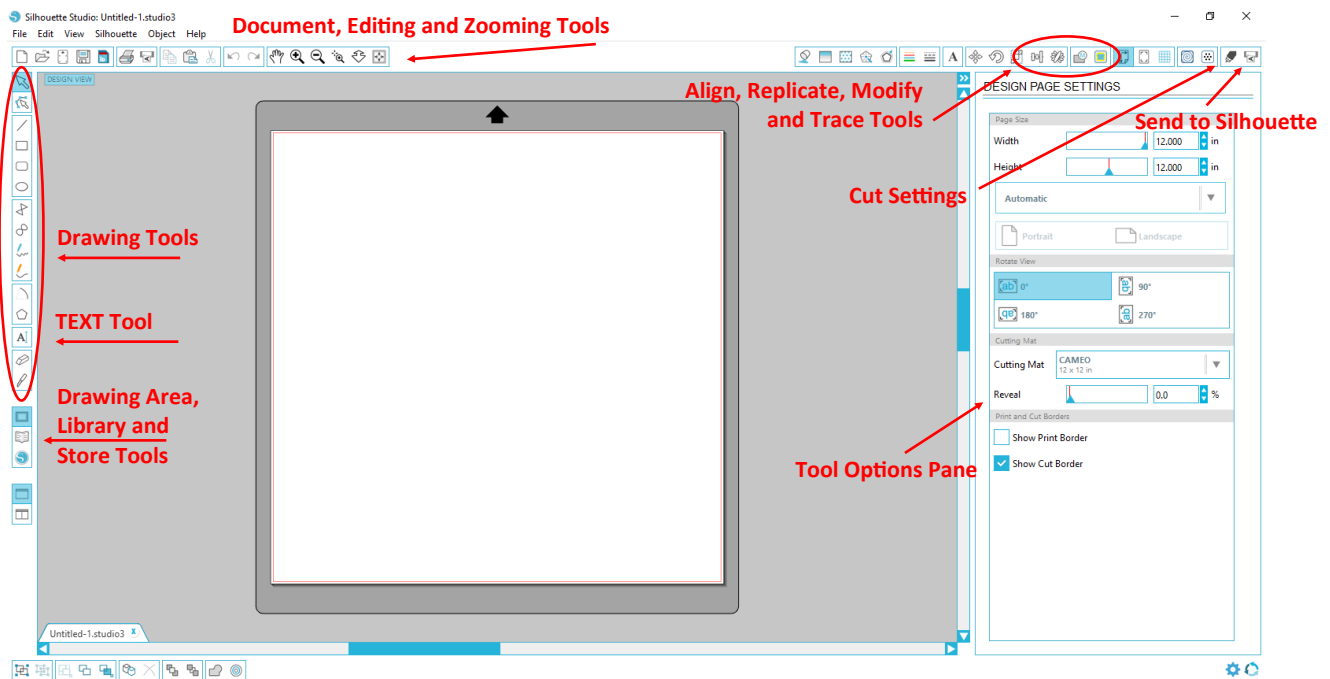 Silhouette Studio: Untitled-1.studio3
Document, Editing and Zooming Tools
File Edit View Silhouette Object Help
A
DESIGN VIEW
DESIGN PAGE SETTINGS
Align, Replicate, Modify
and Trace Tools
Send to Silhouette
Page Size
Width 12.000 in
Height 12.000 in
Cut Settings
Automatic
Portrait Landscape
Drawing Tools
Rotate View
ab 0° ab 90°
ab 180° ab 270°
TEXT Tool
A
Cutting Mat
Cutting Mat CAMEO
12 x 12 in
Reveal 0.0 %
Drawing Area,
Library and
Store Tools
Print and Cut Borders
Show Print Border
Show Cut Border
Tool Options Pane
Untitled-1.studio3 x